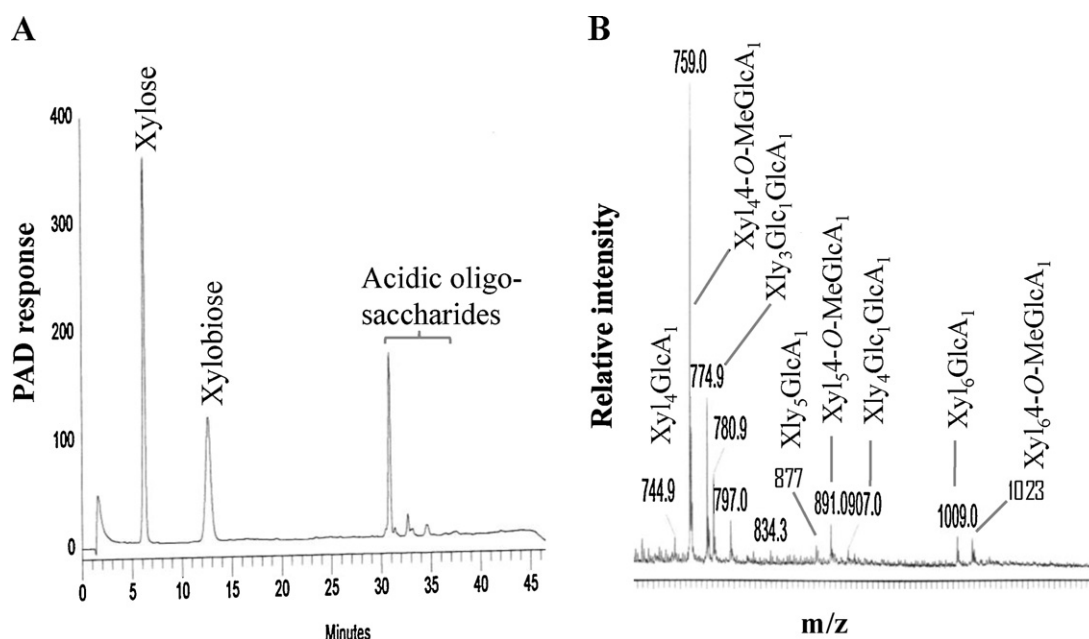 A
PAD response
400
300
200
100
0
Xylose
Xylobiose
Acidic oligo-
saccharides
0 5 10 15 20 25 30 35 40 45
Minutes
B
Relative intensity
759.0
Xyl₄4-O-MeGlcA₁
Xly₃Glc₁GlcA₁
Xyl₄GlcA₁
744.9
774.9
780.9
797.0
834.3
Xly₅GlcA₁
877
Xyl₅4-O-MeGlcA₁
891.0
Xly₄Glc₁GlcA₁
907.0
Xyl₆GlcA₁
1009.0
Xyl₆4-O-MeGlcA₁
1023
m/z